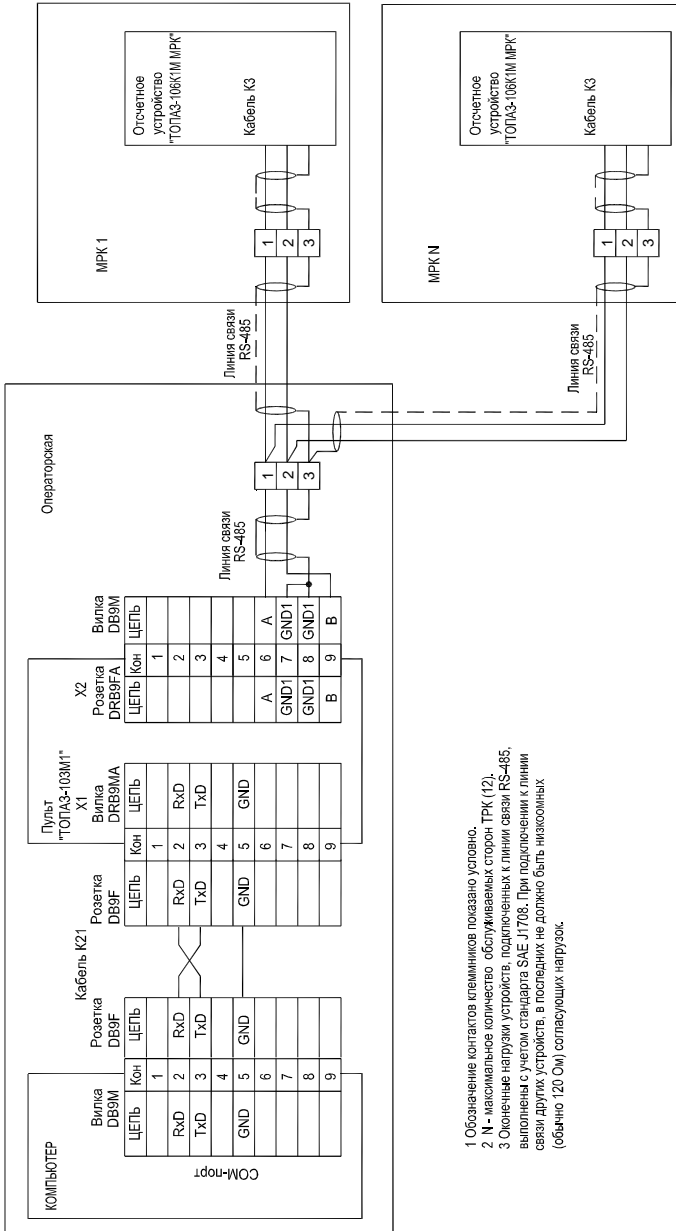 Операторская
КОМПЬЮТЕР
COM-порт
Вилка
DB9M
ЦЕПЬ
Кон
1
RxD
2
TxD
3
4
GND
5
6
7
8
9
Розетка
DB9F
ЦЕПЬ
RxD
TxD
GND
Кабель К21
Розетка
DB9F
ЦЕПЬ
RxD
TxD
GND
Пульт
"ТОПАЗ-103М1"
X1
Вилка
DRB9MA
Кон
ЦЕПЬ
1
2
RxD
3
TxD
4
5
GND
6
7
8
9
X2
Розетка
DRB9FA
ЦЕПЬ
A
GND1
GND1
B
Кон
1
2
3
4
5
6
7
8
9
Вилка
DB9M
ЦЕПЬ
A
GND1
GND1
B
Линия связи
RS-485
1
2
3
Линия связи
RS-485
МРК 1
1
2
3
Отсчетное
устройство
"ТОПАЗ-106К1М МРК"
Кабель К3
Линия связи
RS-485
МРК N
1
2
3
Отсчетное
устройство
"ТОПАЗ-106К1М МРК"
Кабель К3
1 Обозначение контактов клеммников показано условно.
2 N - максимальное количество обслуживаемых сторон ТРК (12).
3 Оконечные нагрузки устройств, подключенных к линии связи RS-485,
выполнены с учетом стандарта SAE J1708. При подключении к линии
связи других устройств, в последних не должно быть низкоомных
(обычно 120 Ом) согласующих нагрузок.